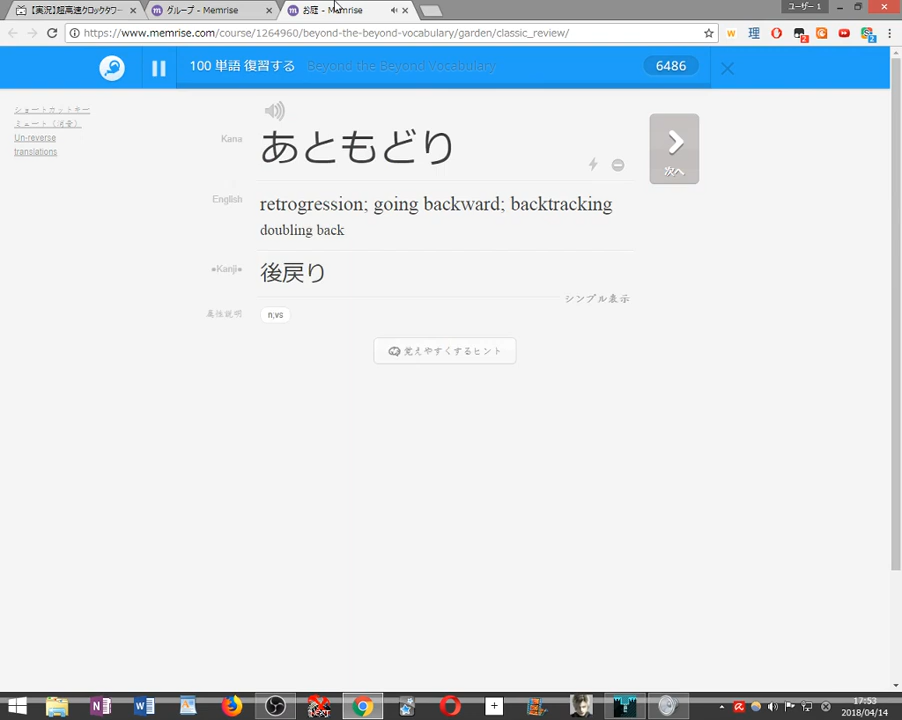 【実況】超高速クロックタワー
グループ - Memrise
お庭 - Memrise
ユーザー 1
https://www.memrise.com/course/1264960/beyond-the-beyond-vocabulary/garden/classic_review/
100 単語 復習する
Beyond the Beyond Vocabulary
6486
ショートカットキー
ミュート（消音）
Un-reverse
translations
Kana
あともどり
次へ
English
retrogression; going backward; backtracking
doubling back
•Kanji•
後戻り
シンプル表示
属性説明
n;vs
覚えやすくするヒント
17:53
2018/04/14